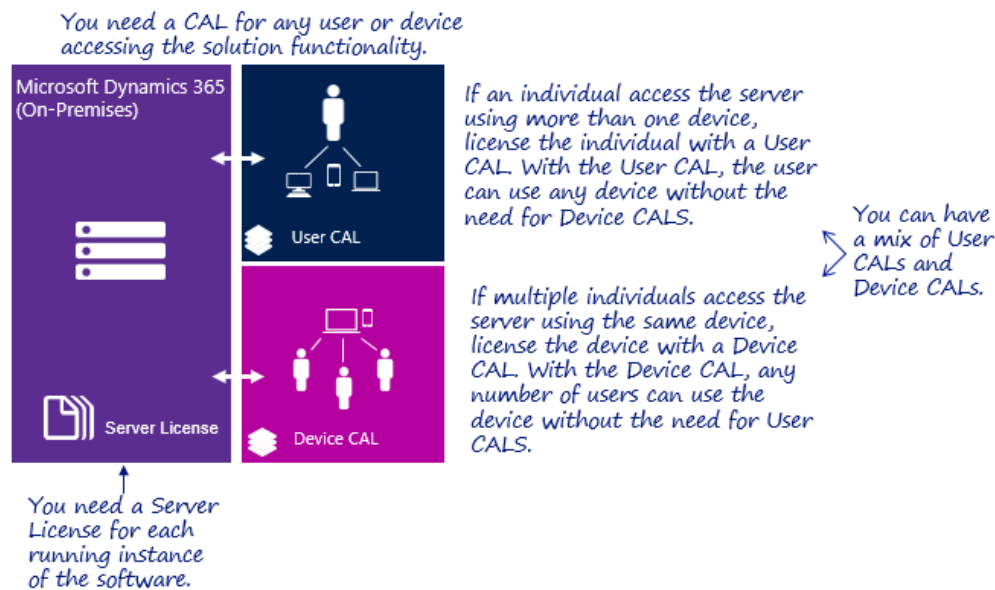 You need a CAL for any user or device
accessing the solution functionality.
Microsoft Dynamics 365
(On-Premises)
Server License
User CAL
Device CAL
If an individual access the server
using more than one device,
license the individual with a User
CAL. With the User CAL, the user
can use any device without the
need for Device CALS.
If multiple individuals access the
server using the same device,
license the device with a Device
CAL. With the Device CAL, any
number of users can use the
device without the need for User
CALS.
You can have
a mix of User
CALs and
Device CALs.
You need a Server
License for each
running instance
of the software.